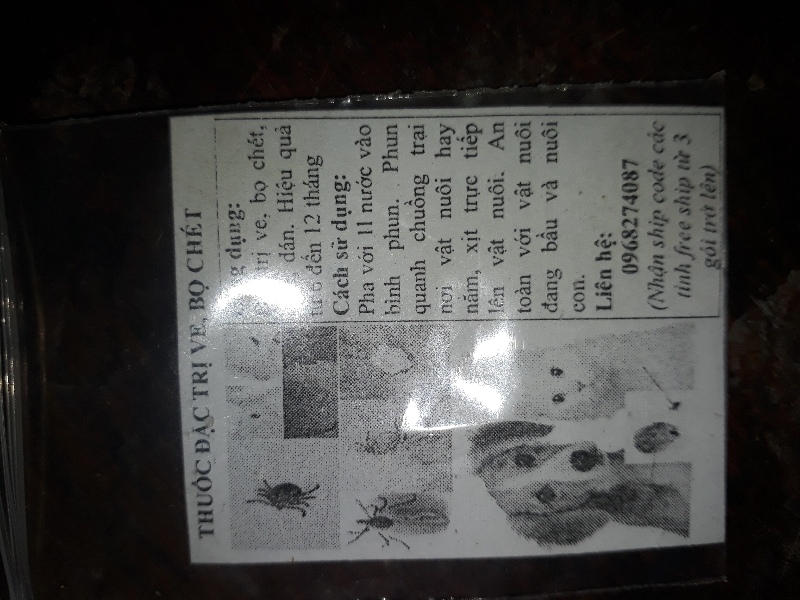 THUỐC ĐẶC TRỊ VE, BỌ CHÉT
dụng:
trị ve, bọ chét,
dán. Hiệu quả
từ 6 đến 12 tháng
Cách sử dụng:
Pha với 1l nước vào
bình phun. Phun
quanh chuồng trại
nơi vật nuôi hay
nằm, xịt trực tiếp
lên vật nuôi. An
toàn với vật nuôi
đang bầu và nuôi
con.
Liên hệ:
0968274087
(Nhận ship code các
tỉnh free ship từ 3
gói trở lên)